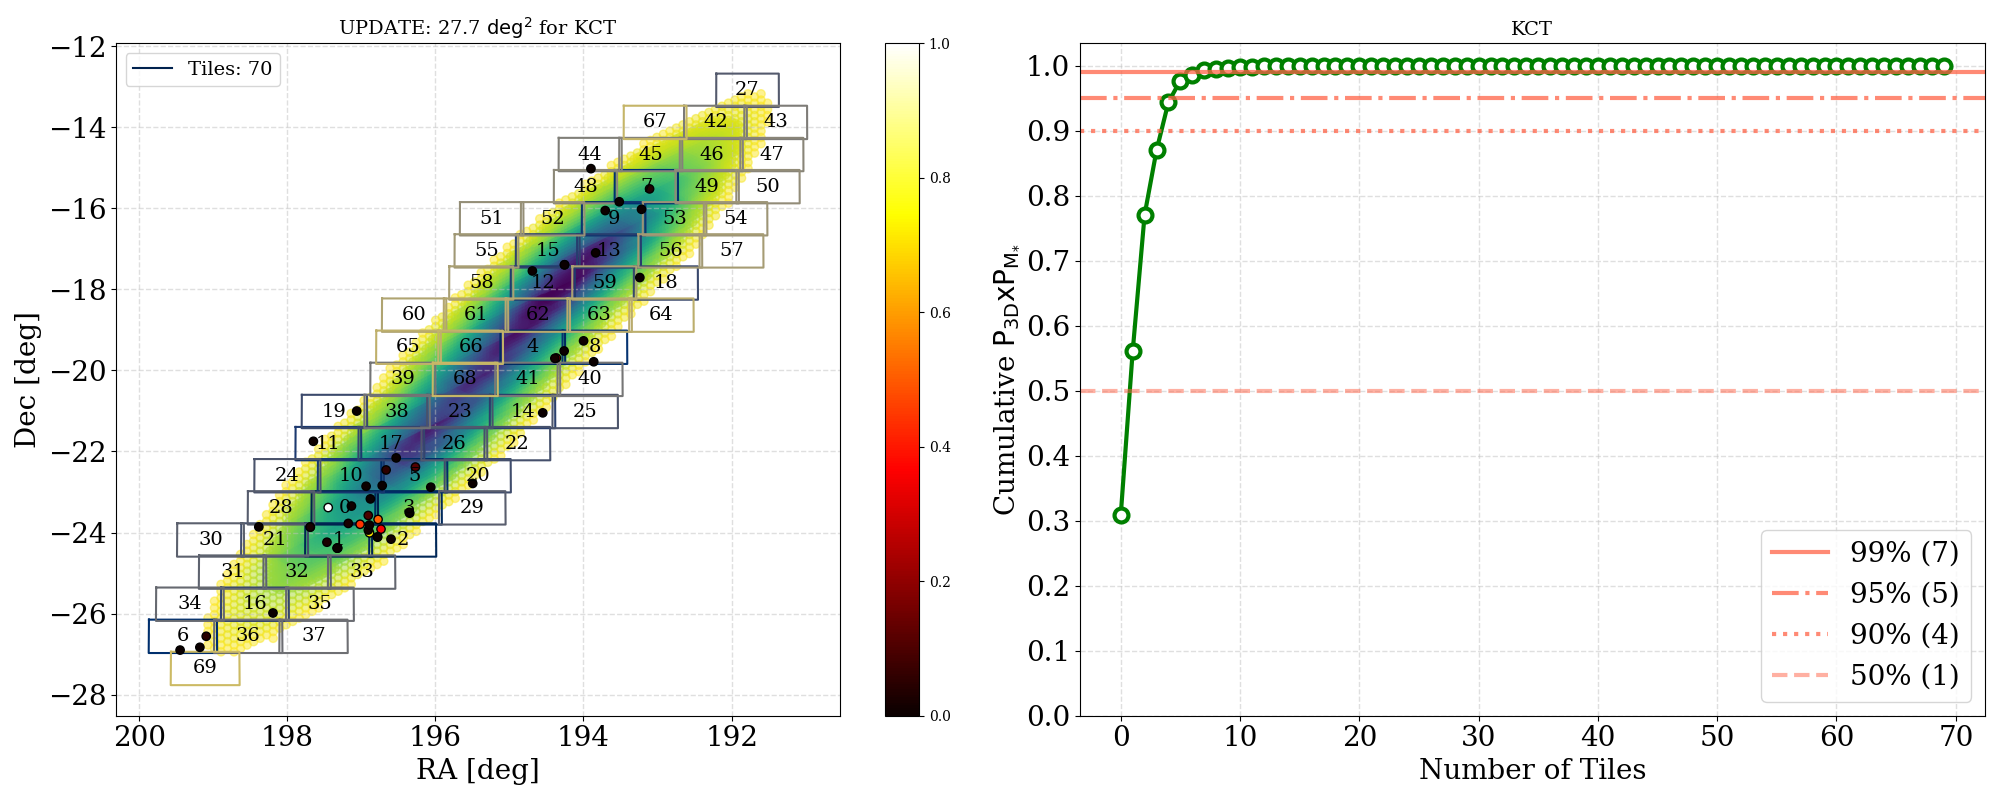 UPDATE: 27.7 deg² for KCT
Tiles: 70
−12
−14
−16
−18
−20
−22
−24
−26
−28
Dec [deg]
27
67 42 43
44 45 46 47
48 7 49 50
51 52 9 53 54
55 15 13 56 57
58 12 59 18
60 61 62 63 64
65 66 4 8
39 68 41 40
19 38 23 14 25
11 17 26 22
24 10 5 20
28 0 3 29
30 21 1 2
31 32 33
34 16 35
6 36 37
69
200 198 196 194 192
RA [deg]
1.0
0.8
0.6
0.4
0.2
0.0
KCT
Cumulative P3DxPM*
1.0
0.9
0.8
0.7
0.6
0.5
0.4
0.3
0.2
0.1
0.0
99% (7)
95% (5)
90% (4)
50% (1)
0 10 20 30 40 50 60 70
Number of Tiles